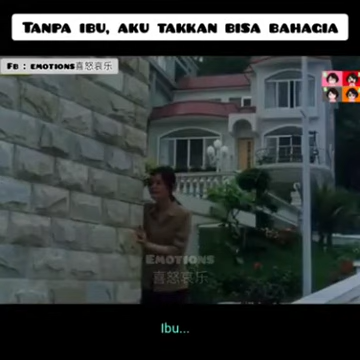 Tanpa ibu, aku takkan bisa bahagia
FB : EMOTIONS喜怒哀乐
EMOTIONS
喜怒哀乐
Ibu...